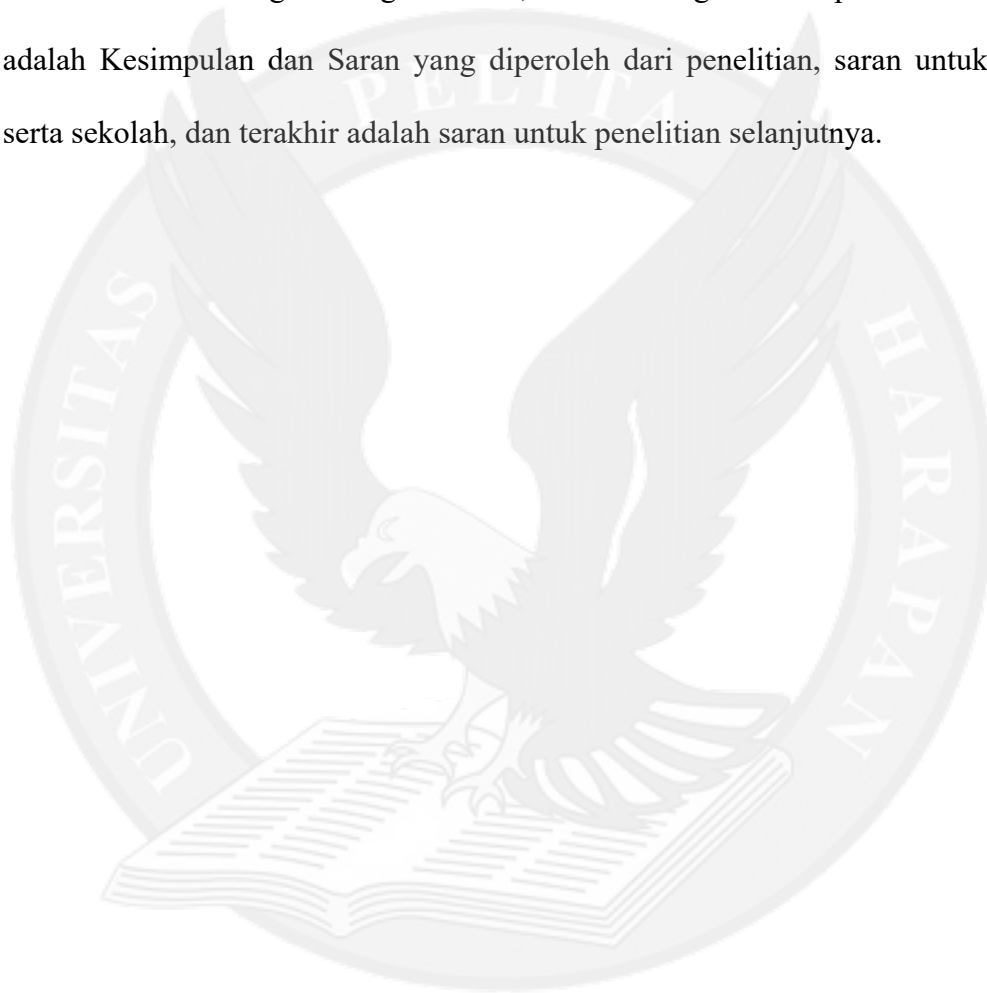 adalah Kesimpulan dan Saran yang diperoleh dari penelitian, saran untuk
serta sekolah, dan terakhir adalah saran untuk penelitian selanjutnya.
UNIVERSITAS PELITA HARAPAN